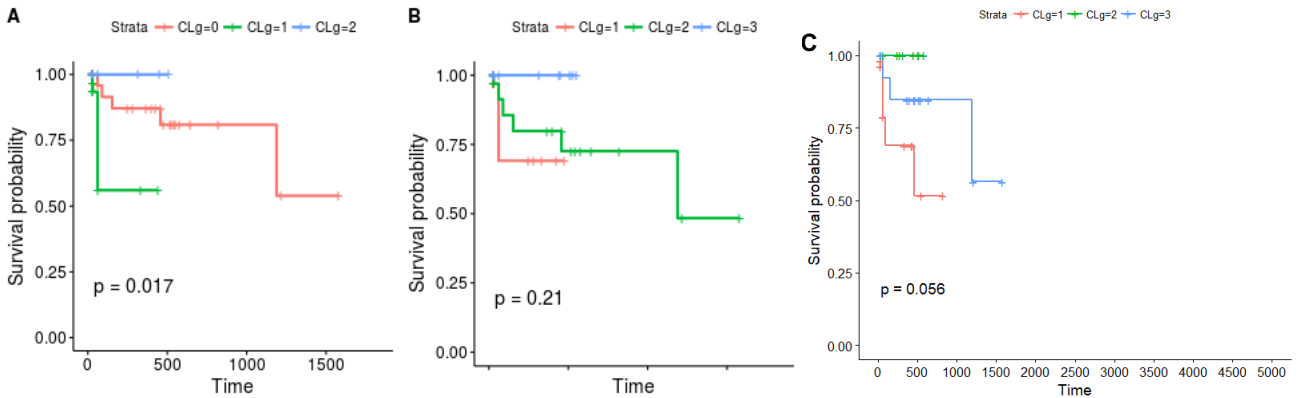 A
Strata CLg=0 CLg=1 CLg=2
Survival probability
1.00
0.75
0.50
0.25
0.00
p = 0.017
0 500 1000 1500
Time
B
Strata CLg=1 CLg=2 CLg=3
Survival probability
1.00
0.75
0.50
0.25
0.00
p = 0.21
Time
C
Strata CLg=1 CLg=2 CLg=3
Survival probability
1.00
0.75
0.50
0.25
0.00
p = 0.056
0 500 1000 1500 2000 2500 3000 3500 4000 4500 5000
Time